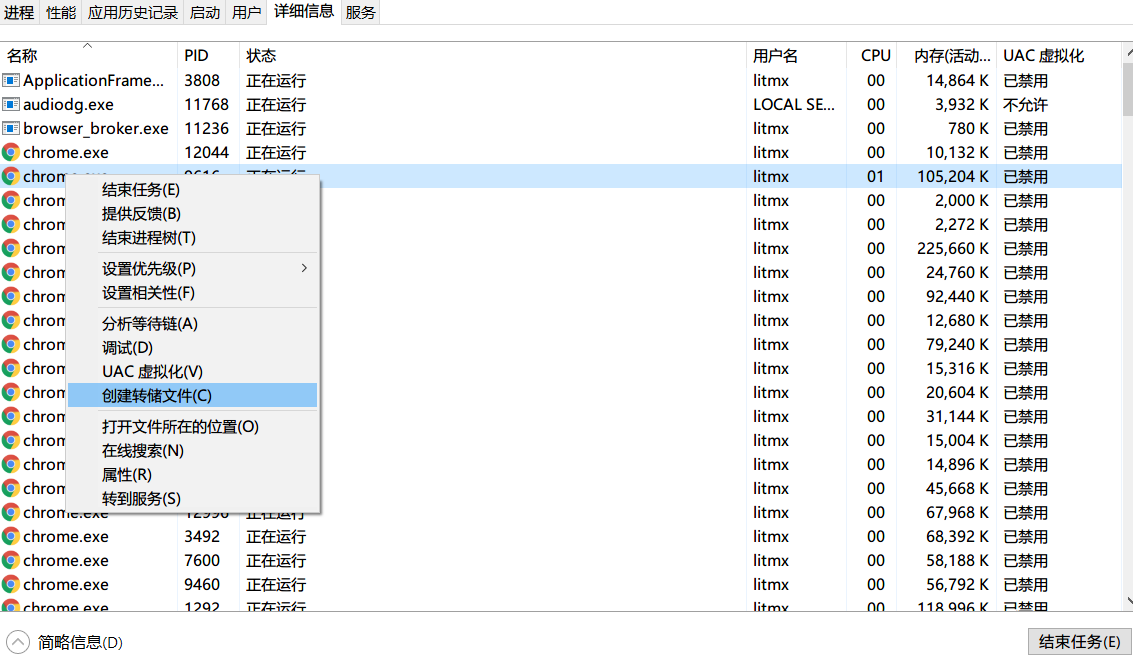 进程 性能 应用历史记录 启动 用户 详细信息 服务
名称 PID 状态 用户名 CPU 内存(活动... UAC 虚拟化
ApplicationFrame... 3808 正在运行 litmx 00 14,864 K 已禁用
audiodg.exe 11768 正在运行 LOCAL SE... 00 3,932 K 不允许
browser_broker.exe 11236 正在运行 litmx 00 780 K 已禁用
chrome.exe 12044 正在运行 litmx 00 10,132 K 已禁用
chrome.exe 9616 正在运行 litmx 01 105,204 K 已禁用
结束任务(E)
chrom litmx 00 2,000 K 已禁用
提供反馈(B)
chrom litmx 00 2,272 K 已禁用
结束进程树(T)
chrom litmx 00 225,660 K 已禁用
设置优先级(P)
chrom litmx 00 24,760 K 已禁用
设置相关性(F)
chrom litmx 00 92,440 K 已禁用
分析等待链(A)
chrom litmx 00 12,680 K 已禁用
调试(D)
chrom litmx 00 79,240 K 已禁用
UAC 虚拟化(V)
chrom litmx 00 15,316 K 已禁用
创建转储文件(C)
chrom litmx 00 20,604 K 已禁用
打开文件所在的位置(O)
chrom litmx 00 31,144 K 已禁用
在线搜索(N)
chrom litmx 00 15,004 K 已禁用
属性(R)
chrom litmx 00 14,896 K 已禁用
转到服务(S)
chrom litmx 00 45,668 K 已禁用
chrome.exe 12996 正在运行 litmx 00 67,968 K 已禁用
chrome.exe 3492 正在运行 litmx 00 68,392 K 已禁用
chrome.exe 7600 正在运行 litmx 00 58,188 K 已禁用
chrome.exe 9460 正在运行 litmx 00 56,792 K 已禁用
chrome.exe 1292 正在运行 litmx 00 118,996 K 已禁用
简略信息(D) 结束任务(E)